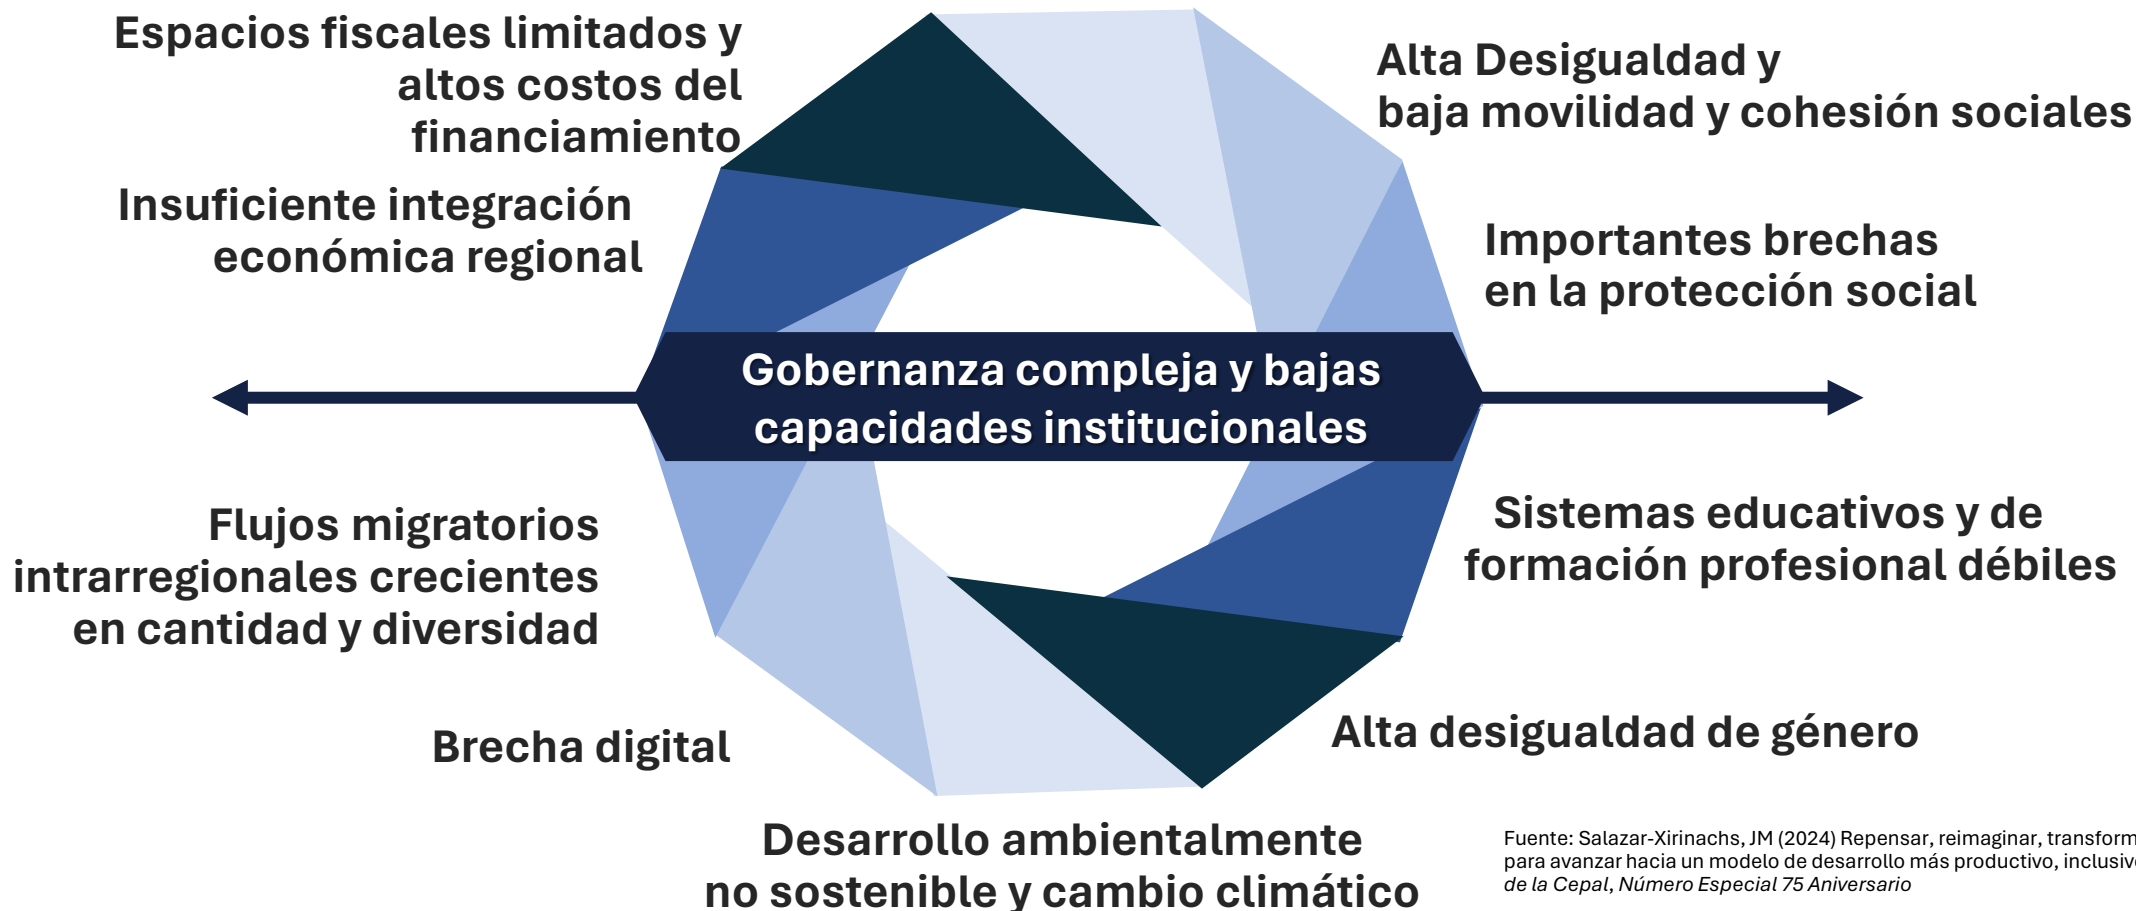 Espacios fiscales limitados y
altos costos del
financiamiento
Alta Desigualdad y
baja movilidad y cohesión sociales
Insuficiente integración
económica regional
Importantes brechas
en la protección social
Gobernanza compleja y bajas
capacidades institucionales
Flujos migratorios
intrarregionales crecientes
en cantidad y diversidad
Sistemas educativos y de
formación profesional débiles
Brecha digital
Alta desigualdad de género
Desarrollo ambientalmente
no sostenible y cambio climático
Fuente: Salazar-Xirinachs, JM (2024) Repensar, reimaginar, transform
para avanzar hacia un modelo de desarrollo más productivo, inclusiv
de la Cepal, Número Especial 75 Aniversario